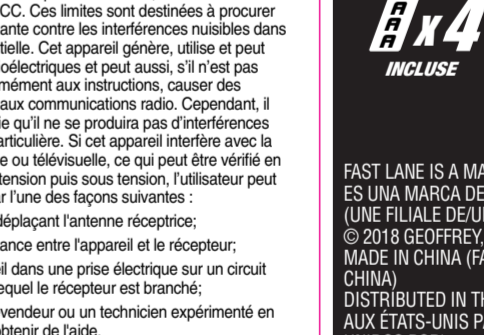 CC. Ces limites sont destinées à procurer
ante contre les interférences nuisibles dans
tielle. Cet appareil génère, utilise et peut
oélectriques et peut aussi, s'il n'est pas
mément aux instructions, causer des
aux communications radio. Cependant, il
ie qu'il ne se produira pas d'interférences
articulière. Si cet appareil interfère avec la
e ou télévisuelle, ce qui peut être vérifié en
tension puis sous tension, l'utilisateur peut
r l'une des façons suivantes :
déplaçant l'antenne réceptrice;
ance entre l'appareil et le récepteur;
il dans une prise électrique sur un circuit
equel le récepteur est branché;
vendeur ou un technicien expérimenté en
btenir de l'aide.
AAA x4
INCLUSE
FAST LANE IS A MA
ES UNA MARCA DE
(UNE FILIALE DE/U
© 2018 GEOFFREY,
MADE IN CHINA (FA
CHINA)
DISTRIBUTED IN TH
AUX ÉTATS-UNIS P